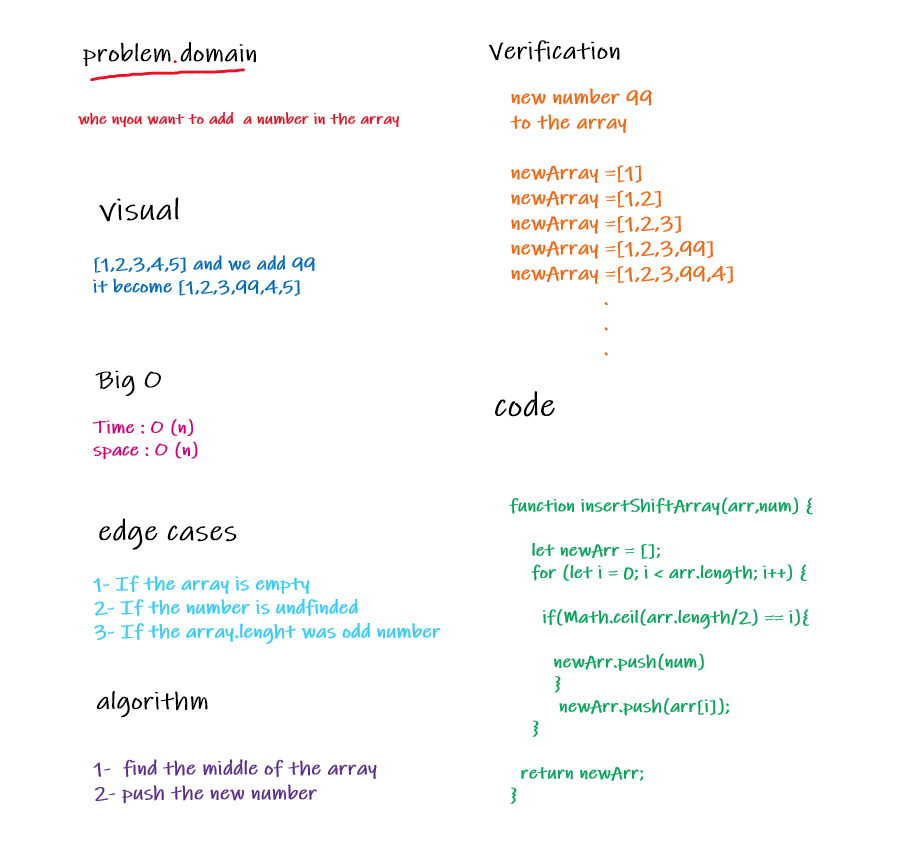 problem.domain
whe nyou want to add a number in the array
visual
[1,2,3,4,5] and we add 99
it become [1,2,3,99,4,5]
Big O
Time : O (n)
space : O (n)
edge cases
1- If the array is empty
2- If the number is undfinded
3- If the array.lenght was odd number
algorithm
1- find the middle of the array
2- push the new number
Verification
new number 99
to the array
newArray =[1]
newArray =[1,2]
newArray =[1,2,3]
newArray =[1,2,3,99]
newArray =[1,2,3,99,4]
.
.
.
code
function insertShiftArray(arr,num) {
let newArr = [];
for (let i = 0; i < arr.length; i++) {
if(Math.ceil(arr.length/2) == i){
newArr.push(num)
}
newArr.push(arr[i]);
}
return newArr;
}